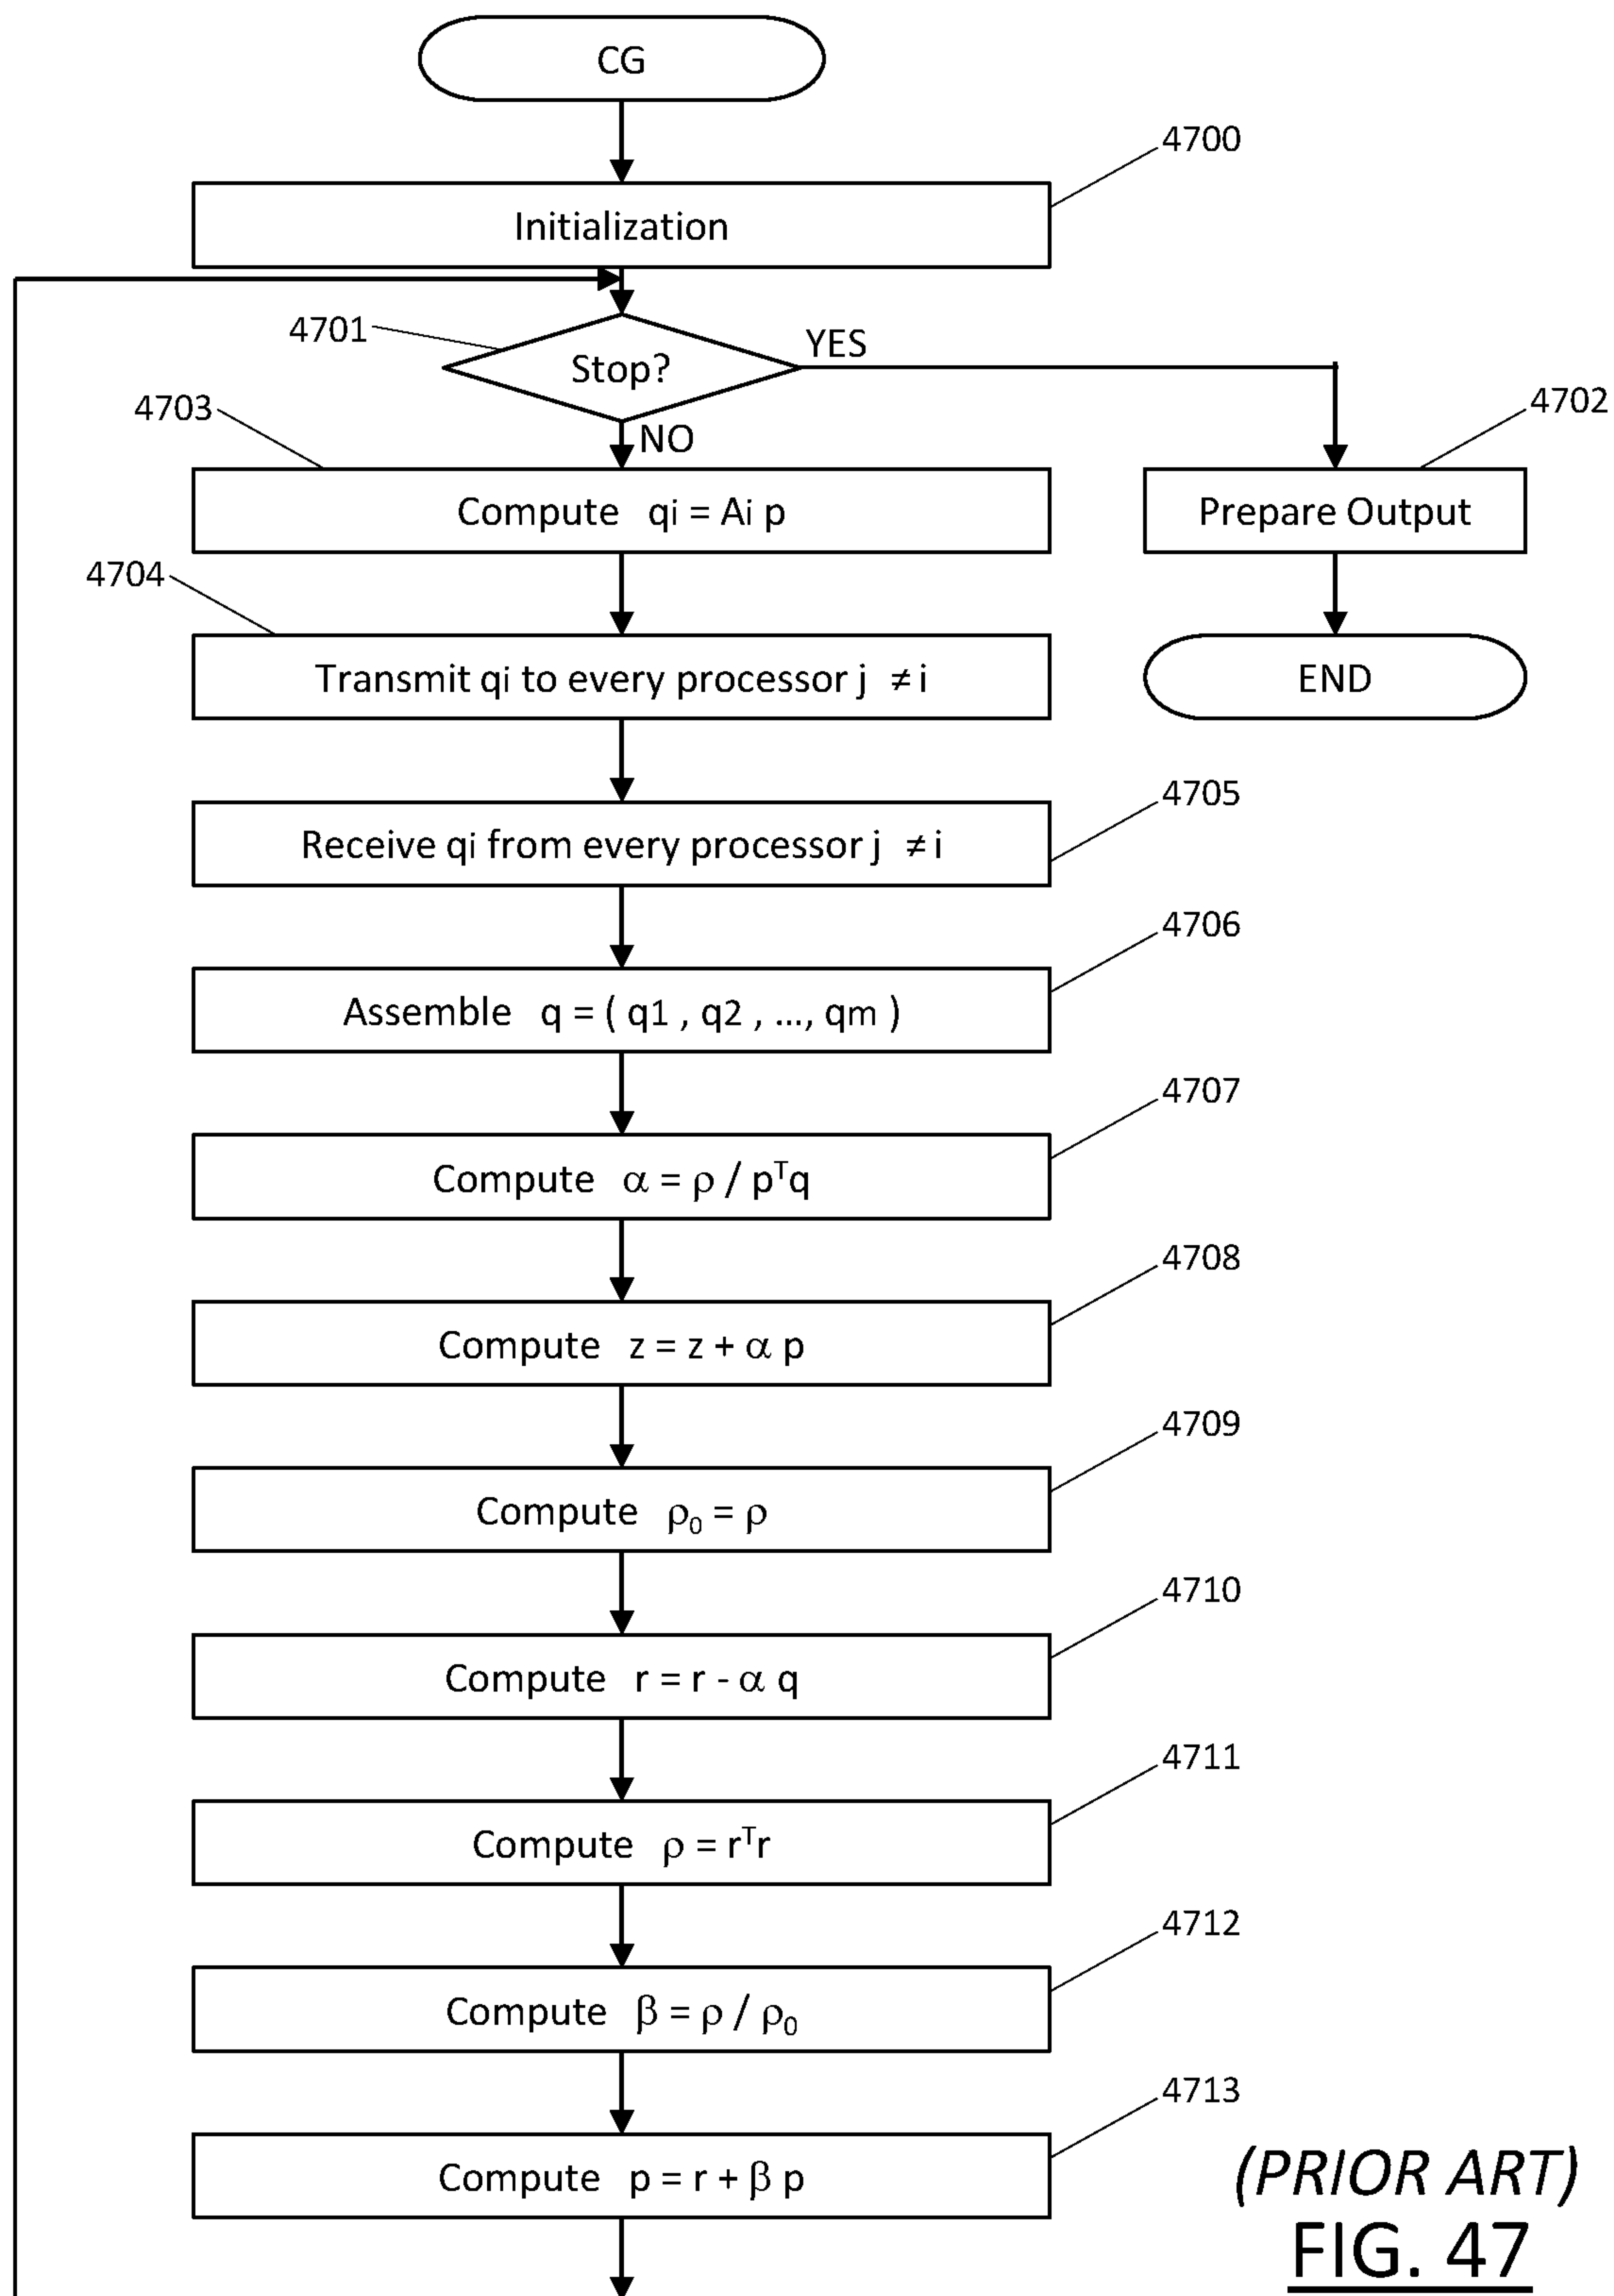 CG
4700
Initialization
4701
Stop?
YES
NO
4702
Prepare Output
END
4703
Compute qi = Ai p
4704
Transmit qi to every processor j ≠ i
4705
Receive qi from every processor j ≠ i
4706
Assemble q = ( q1 , q2 , ..., qm )
4707
Compute α = ρ / pᵀq
4708
Compute z = z + α p
4709
Compute ρ₀ = ρ
4710
Compute r = r - α q
4711
Compute ρ = rᵀr
4712
Compute β = ρ / ρ₀
4713
Compute p = r + β p
(PRIOR ART)
FIG. 47